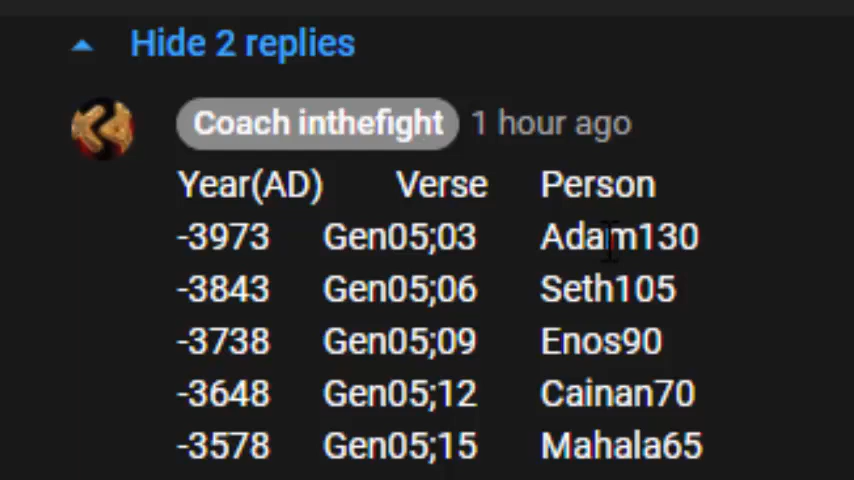 Hide 2 replies
Coach inthefight 1 hour ago
Year(AD) Verse Person
-3973 Gen05;03 Adam130
-3843 Gen05;06 Seth105
-3738 Gen05;09 Enos90
-3648 Gen05;12 Cainan70
-3578 Gen05;15 Mahala65